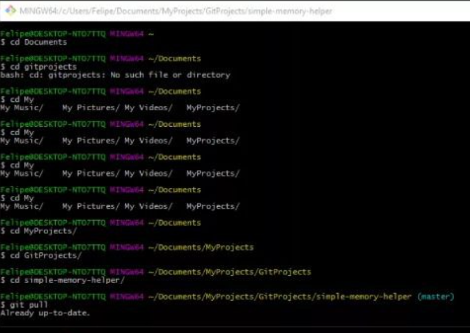 MINGW64:/c/Users/Felipe/Documents/MyProjects/GitProjects/simple-memory-helper
Felipe@DESKTOP-NTO7TTQ MINGW64 ~
$ cd Documents
Felipe@DESKTOP-NTO7TTQ MINGW64 ~/Documents
$ cd gitprojects
bash: cd: gitprojects: No such file or directory
Felipe@DESKTOP-NTO7TTQ MINGW64 ~/Documents
$ cd My
My Music/ My Pictures/ My Videos/ MyProjects/
Felipe@DESKTOP-NTO7TTQ MINGW64 ~/Documents
$ cd My
My Music/ My Pictures/ My Videos/ MyProjects/
Felipe@DESKTOP-NTO7TTQ MINGW64 ~/Documents
$ cd My
My Music/ My Pictures/ My Videos/ MyProjects/
Felipe@DESKTOP-NTO7TTQ MINGW64 ~/Documents
$ cd My
My Music/ My Pictures/ My Videos/ MyProjects/
Felipe@DESKTOP-NTO7TTQ MINGW64 ~/Documents
$ cd MyProjects/
Felipe@DESKTOP-NTO7TTQ MINGW64 ~/Documents/MyProjects
$ cd GitProjects/
Felipe@DESKTOP-NTO7TTQ MINGW64 ~/Documents/MyProjects/GitProjects
$ cd simple-memory-helper/
Felipe@DESKTOP-NTO7TTQ MINGW64 ~/Documents/MyProjects/GitProjects/simple-memory-helper (master)
$ git pull
Already up-to-date.